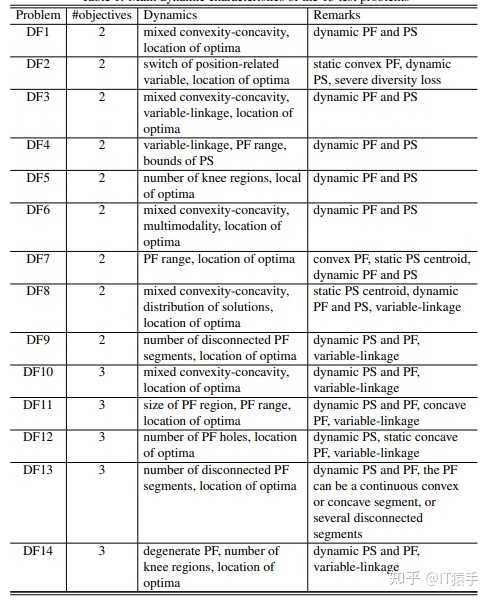 Table 1: Main dynamic characteristics of the 13 test problems
Problem #objectives Dynamics Remarks
DF1 2 mixed convexity-concavity, dynamic PF and PS
location of optima
DF2 2 switch of position-related static convex PF, dynamic
variable, location of optima PS, severe diversity loss
DF3 2 mixed convexity-concavity, dynamic PF and PS
variable-linkage, location of
optima
DF4 2 variable-linkage, PF range, dynamic PF and PS
bounds of PS
DF5 2 number of knee regions, local dynamic PF and PS
of optima
DF6 2 mixed convexity-concavity, dynamic PF and PS
multimodality, location of
optima
DF7 2 PF range, location of optima convex PF, static PS centroid,
dynamic PF and PS
DF8 2 mixed convexity-concavity, static PS centroid, dynamic
distribution of solutions, PF and PS, variable-linkage
location of optima
DF9 2 number of disconnected PF dynamic PS and PF,
segments, location of optima variable-linkage
DF10 3 mixed convexity-concavity, dynamic PS and PF,
location of optima variable-linkage
DF11 3 size of PF region, PF range, dynamic PS and PF, concave
location of optima PF, variable-linkage
DF12 3 number of PF holes, location dynamic PS, static concave
of optima PF, variable-linkage
DF13 3 number of disconnected PF dynamic PS and PF, the PF
segments, location of optima can be a continuous convex
or concave segment, or
several disconnected
segments
DF14 3 degenerate PF, number of dynamic PS and PF,
knee regions, location of variable-linkage
optima
知乎 @IT猿手